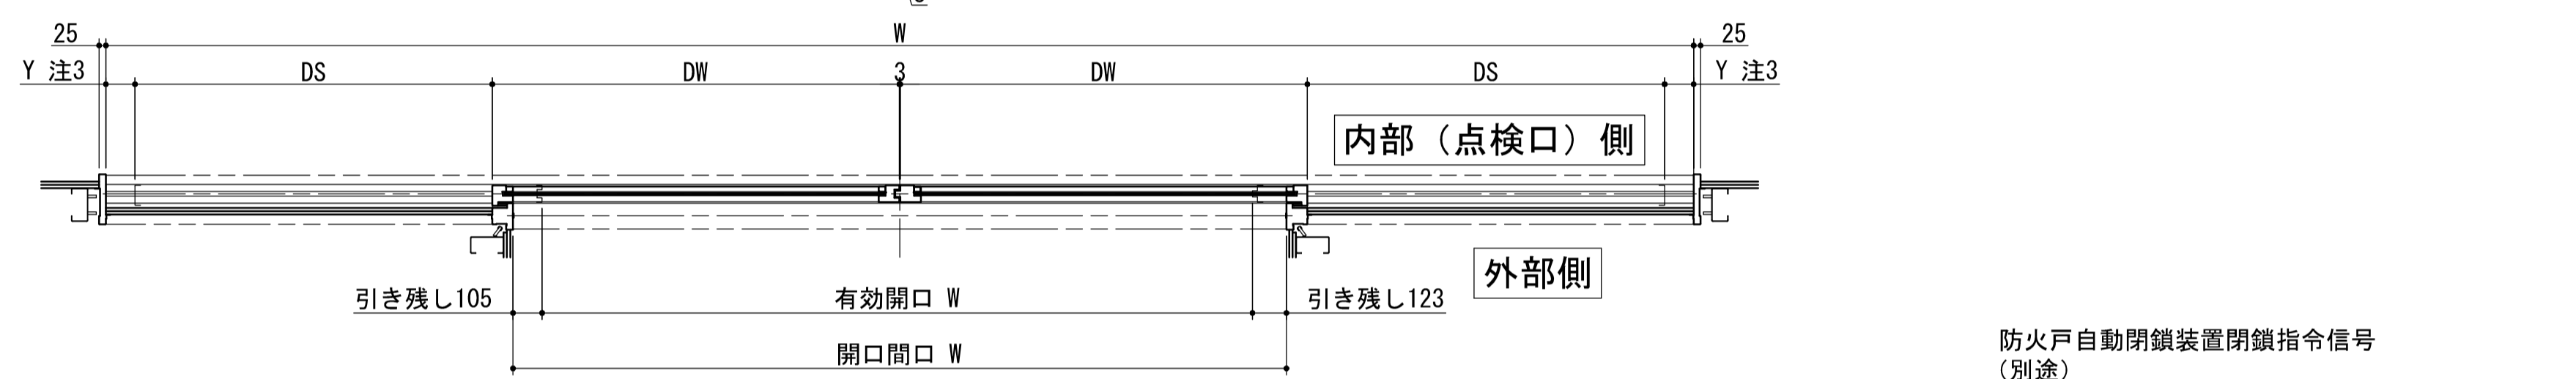 25 W 25
Y 注3 DS DW 3 DW DS Y 注3
内部（点検口）側
外部側
引き残し105 有効開口 W 引き残し123
開口間口 W
防火戸自動閉鎖装置閉鎖指令信号
（別途）